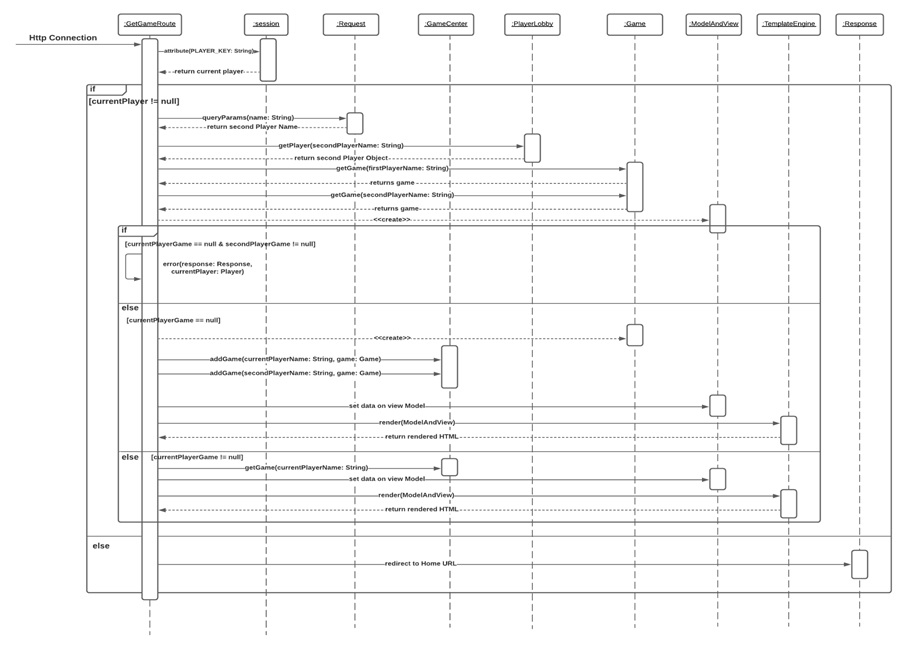 :GetGameRoute
:session
:Request
:GameCenter
:PlayerLobby
:Game
:ModelAndView
:TemplateEngine
:Response
Http Connection
attribute(PLAYER_KEY: String)
return current player
if
[currentPlayer != null]
queryParams(name: String)
return second Player Name
getPlayer(secondPlayerName: String)
return second Player Object
getGame(firstPlayerName: String)
returns game
getGame(secondPlayerName: String)
returns game
<<create>>
if
[currentPlayerGame == null & secondPlayerGame != null]
error(response: Response,
currentPlayer: Player)
else
[currentPlayerGame == null]
<<create>>
addGame(currentPlayerName: String, game: Game)
addGame(secondPlayerName: String, game: Game)
set data on view Model
render(ModelAndView)
return rendered HTML
else
[currentPlayerGame != null]
getGame(currentPlayerName: String)
set data on view Model
render(ModelAndView)
return rendered HTML
else
redirect to Home URL